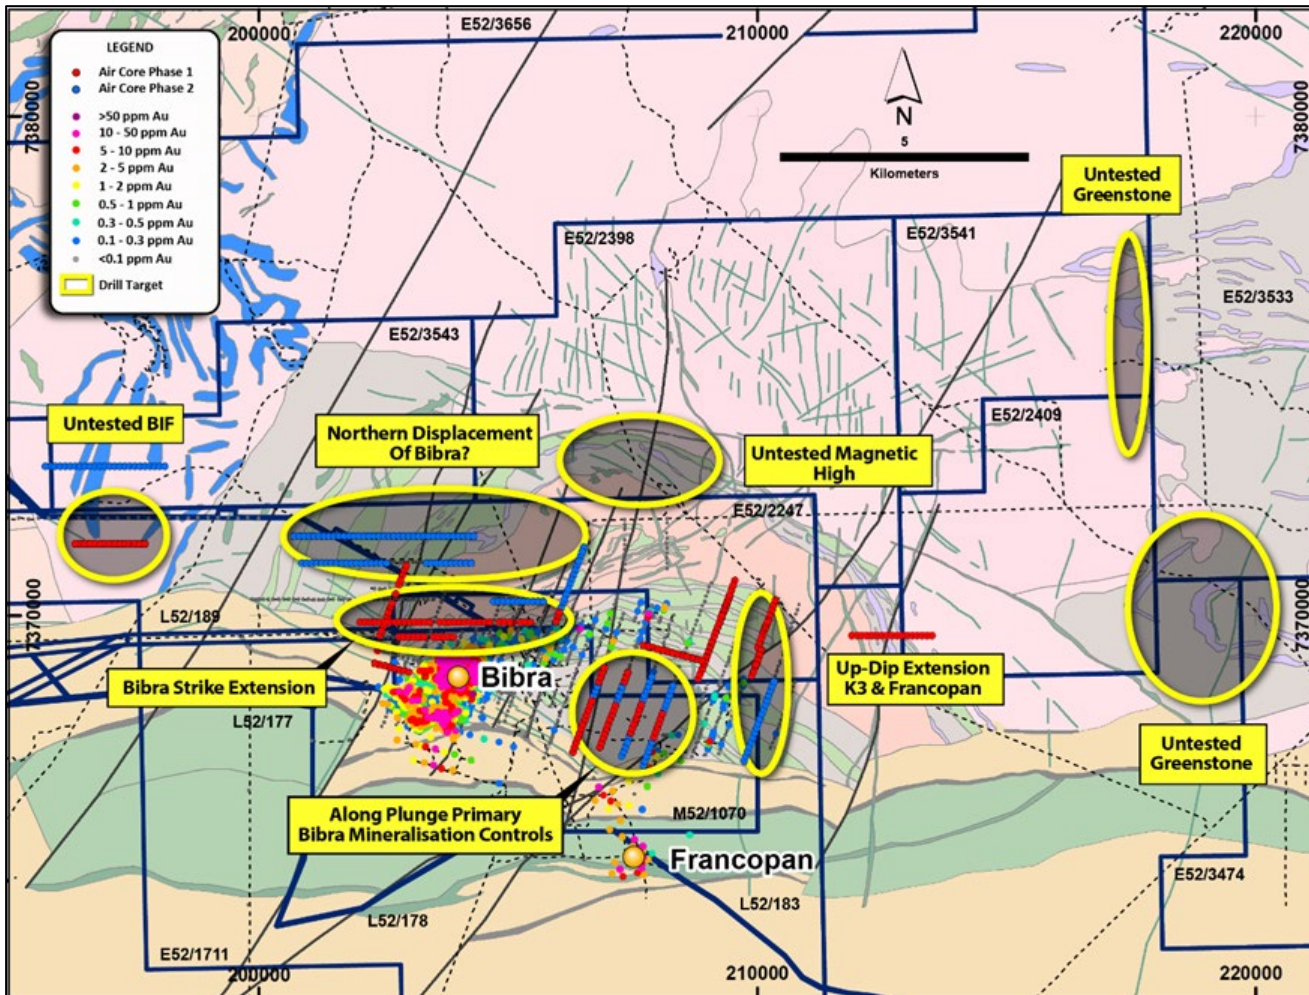 200000
E52/3656
210000
220000
LEGEND
Air Core Phase 1
Air Core Phase 2
>50 ppm Au
10 - 50 ppm Au
5 - 10 ppm Au
2 - 5 ppm Au
1 - 2 ppm Au
0.5 - 1 ppm Au
0.3 - 0.5 ppm Au
0.1 - 0.3 ppm Au
<0.1 ppm Au
Drill Target
7380000
7380000
N
5
Kilometers
Untested
Greenstone
E52/2398
E52/3541
E52/3533
E52/3543
E52/2409
Untested BIF
Northern Displacement
Of Bibra?
Untested Magnetic
High
E52/2247
7370000
7370000
L52/189
Bibra
Bibra Strike Extension
Up-Dip Extension
K3 & Francopan
L52/177
Untested
Greenstone
Along Plunge Primary
Bibra Mineralisation Controls
M52/1070
Francopan
E52/3474
L52/183
L52/178
E52/1711
200000
210000
220000